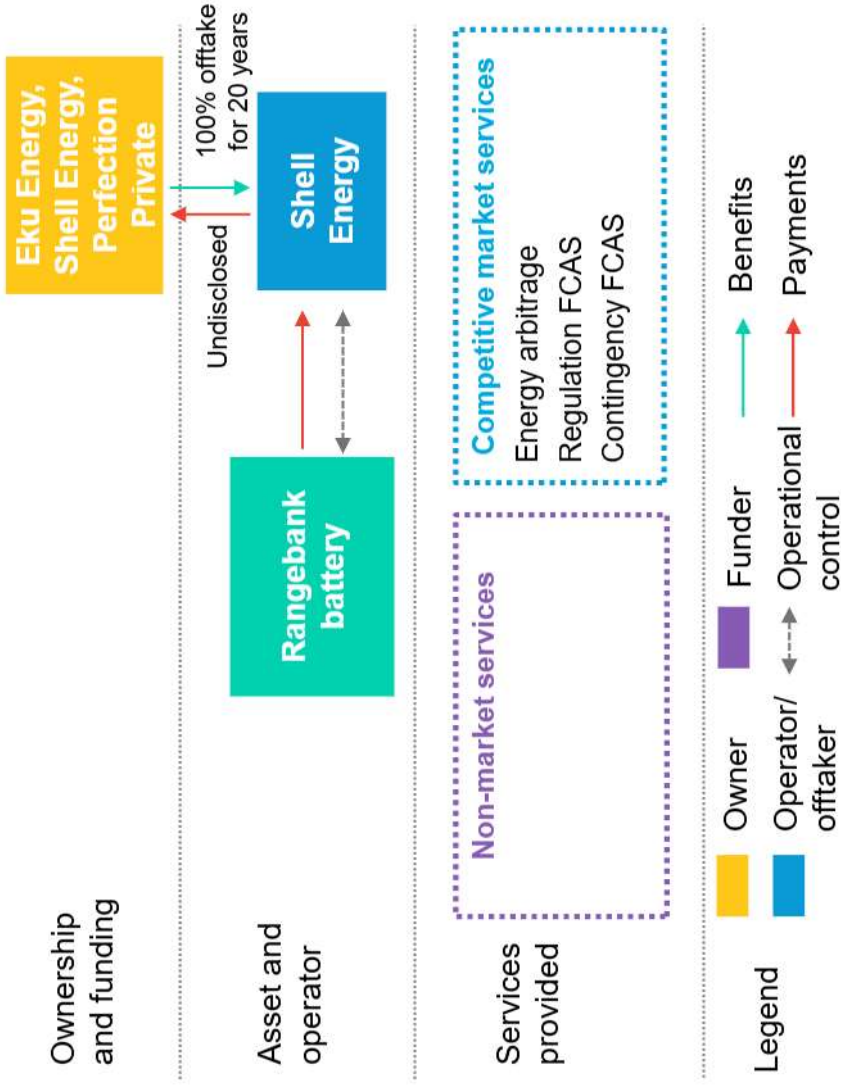 Ownership
and funding
Eku Energy,
Shell Energy,
Perfection
Private
Undisclosed
100% offtake
for 20 years
Asset and
operator
Rangebank
battery
Shell
Energy
Services
provided
Non-market services
Competitive market services
Energy arbitrage
Regulation FCAS
Contingency FCAS
Legend
Owner
Funder
Benefits
Operator/
offtaker
Operational
control
Payments